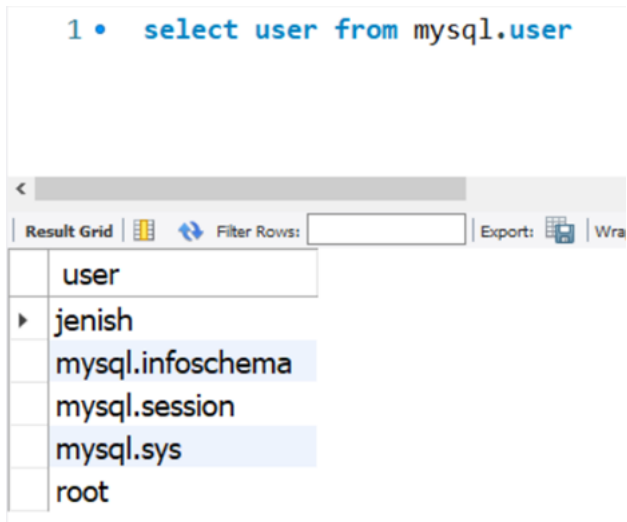 1 select user from mysql.user
Result Grid Filter Rows: Export: Wra
user
jenish
mysql.infoschema
mysql.session
mysql.sys
root